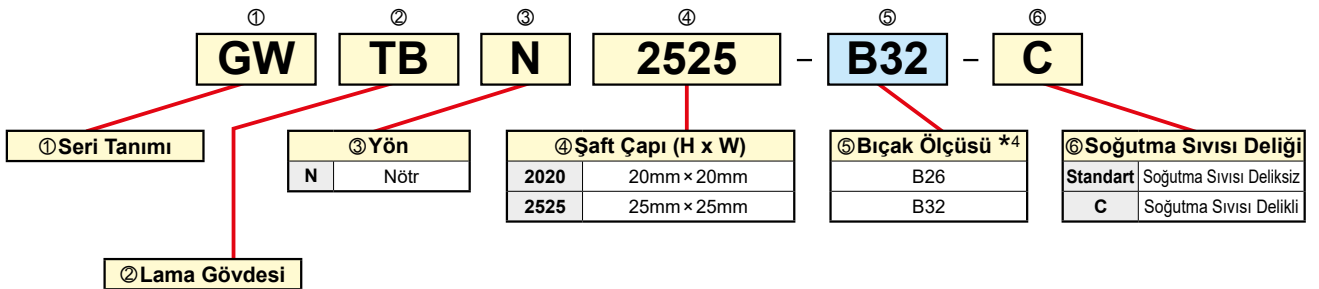 ① ② ③ ④ ⑤ ⑥
GW TB N 2525 – B32 – C
①Seri Tanımı
③Yön
N Nötr
④Şaft Çapı (H x W)
2020 20mm×20mm
2525 25mm×25mm
⑤Bıçak Ölçüsü *4
B26
B32
⑥Soğutma Sıvısı Deliği
Standart Soğutma Sıvısı Deliksiz
C Soğutma Sıvısı Delikli
②Lama Gövdesi